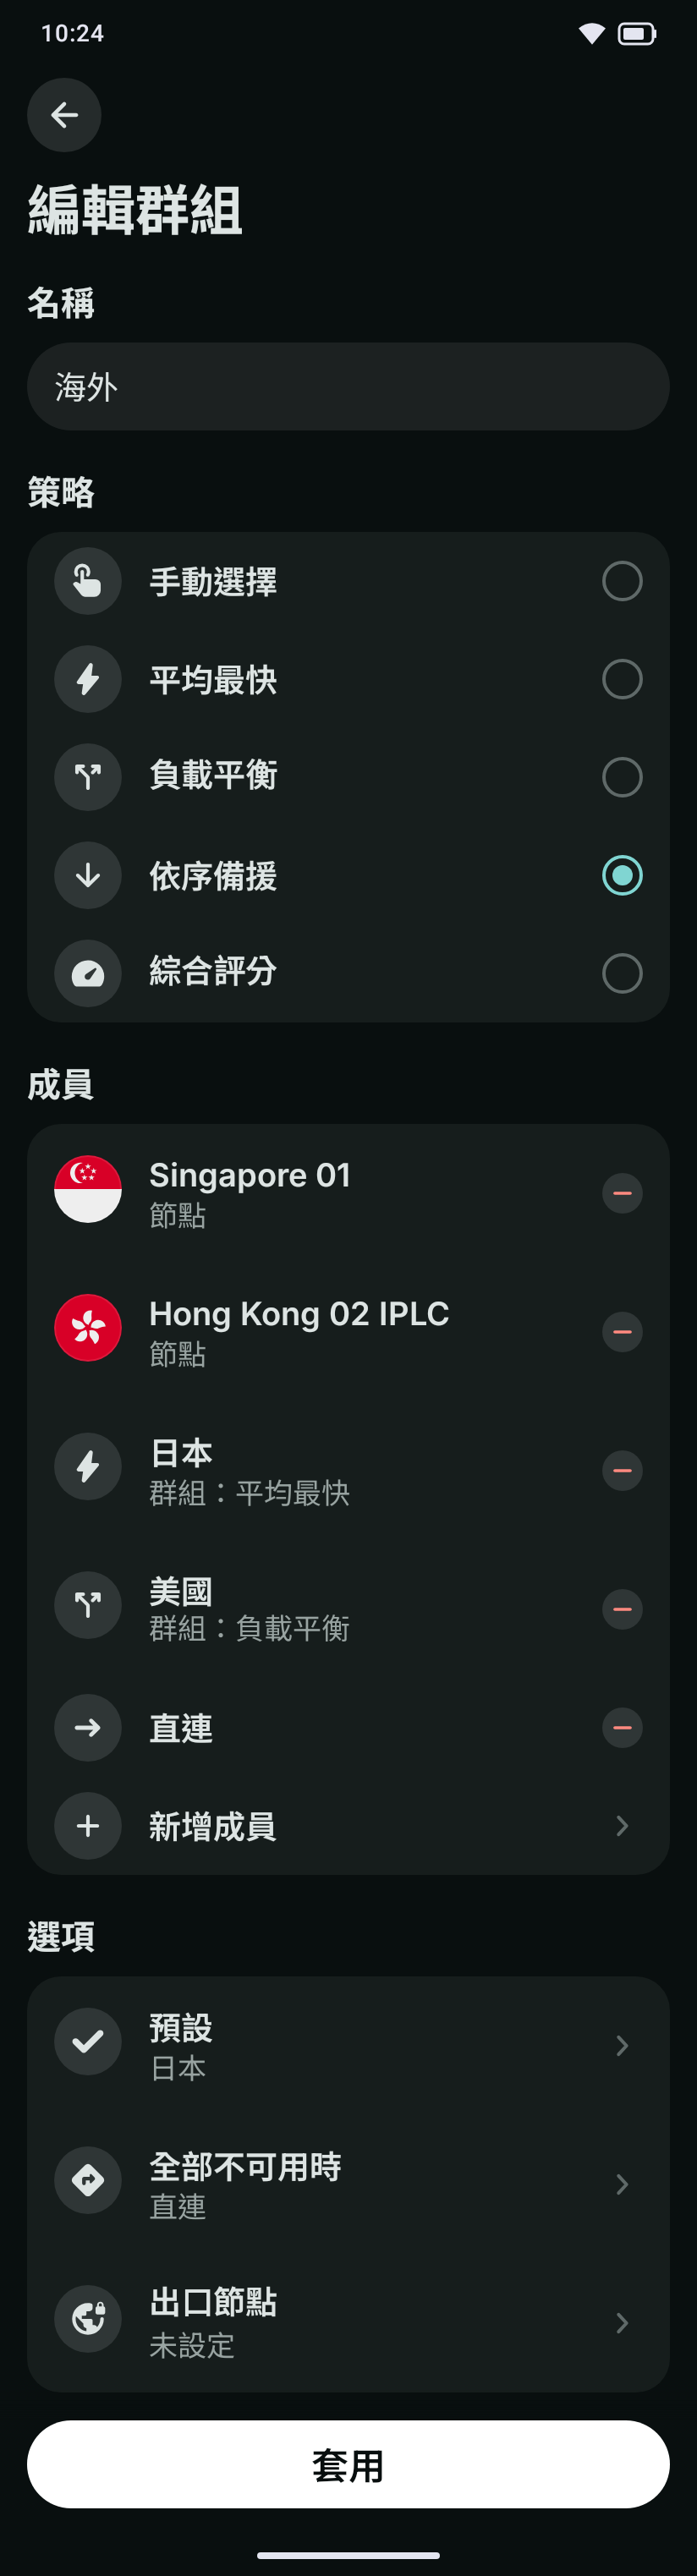 10:24
編輯群組
名稱
海外
策略
手動選擇
平均最快
負載平衡
依序備援
綜合評分
成員
Singapore 01
節點
Hong Kong 02 IPLC
節點
日本
群組：平均最快
美國
群組：負載平衡
直連
新增成員
選項
預設
日本
全部不可用時
直連
出口節點
未設定
套用